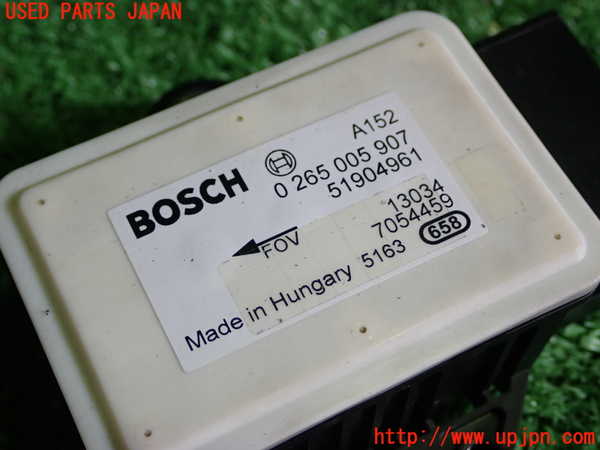 USED PARTS JAPAN
A152
BOSCH 0 265 005 907
51904961
FOV 13034
7054459
Made in Hungary 5163 658
http://www.upjpn.com